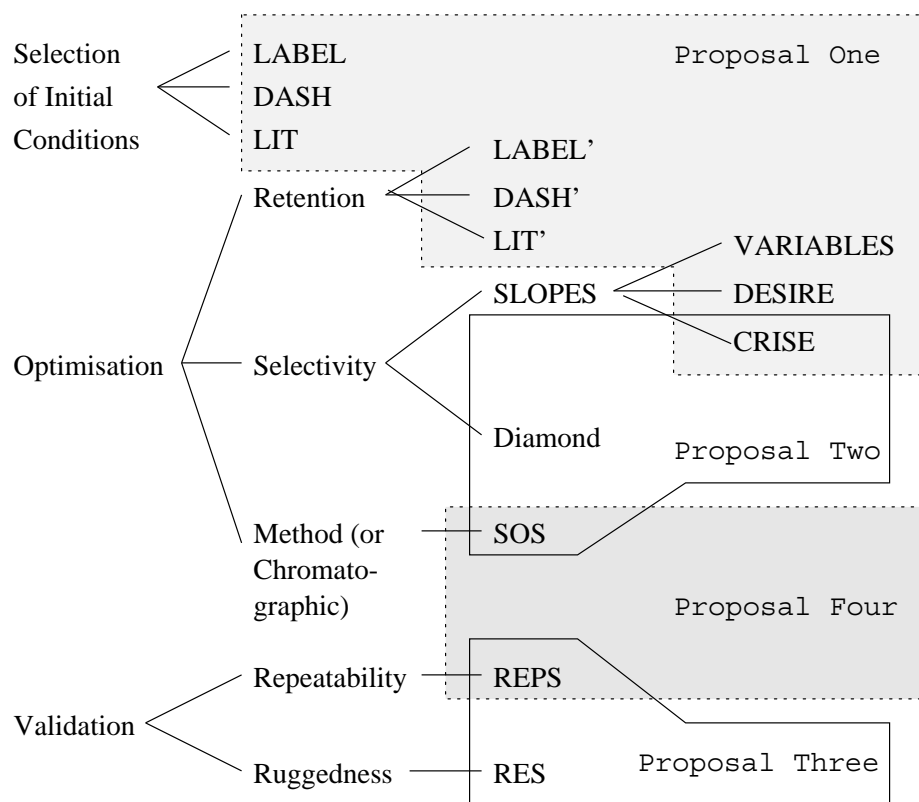 Selection
of Initial
Conditions
LABEL
DASH
LIT
Proposal One
Retention
LABEL’
DASH’
LIT’
VARIABLES
SLOPES
DESIRE
CRISE
Optimisation
Selectivity
Diamond
Proposal Two
Method (or
Chromato-
graphic)
SOS
Proposal Four
Repeatability
REPS
Validation
Ruggedness
RES
Proposal Three